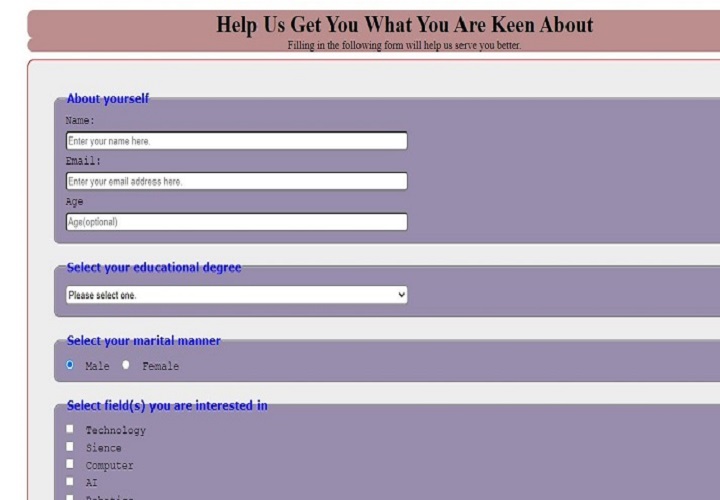 Help Us Get You What You Are Keen About
Filling in the following form will help us serve you better.
About yourself
Name:
Enter your name here.
Email:
Enter your email address here.
Age
Age(optional)
Select your educational degree
Please select one.
Select your marital manner
Male Female
Select field(s) you are interested in
Technology
Sience
Computer
AI